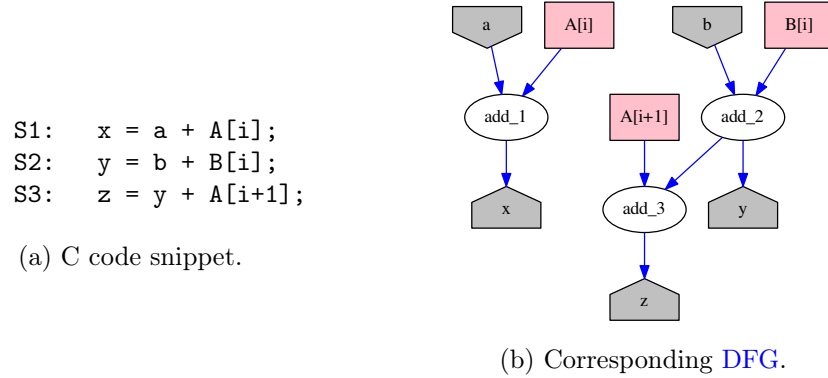 S1: x = a + A[i];
S2: y = b + B[i];
S3: z = y + A[i+1];
(a) C code snippet.
a
A[i]
b
B[i]
add_1
A[i+1]
add_2
x
add_3
y
z
(b) Corresponding DFG.